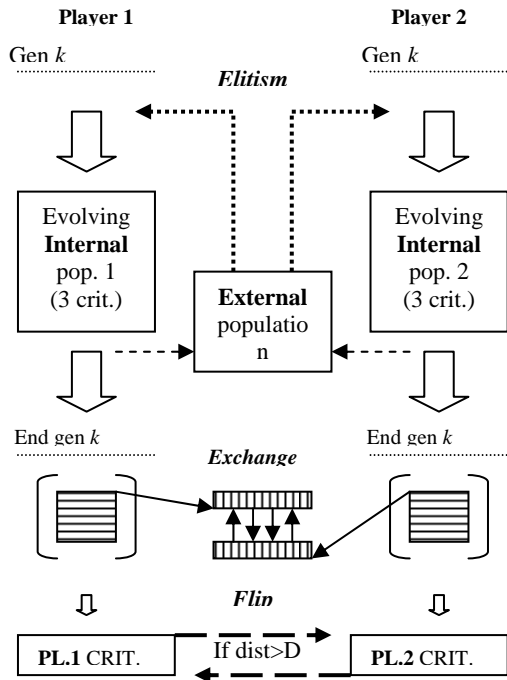 Player 1
Player 2
Gen k
Gen k
Elitism
Evolving
Internal
pop. 1
(3 crit.)
External
populatio
n
Evolving
Internal
pop. 2
(3 crit.)
End gen k
Exchange
End gen k
Flip
PL.1 CRIT.
If dist>D
PL.2 CRIT.